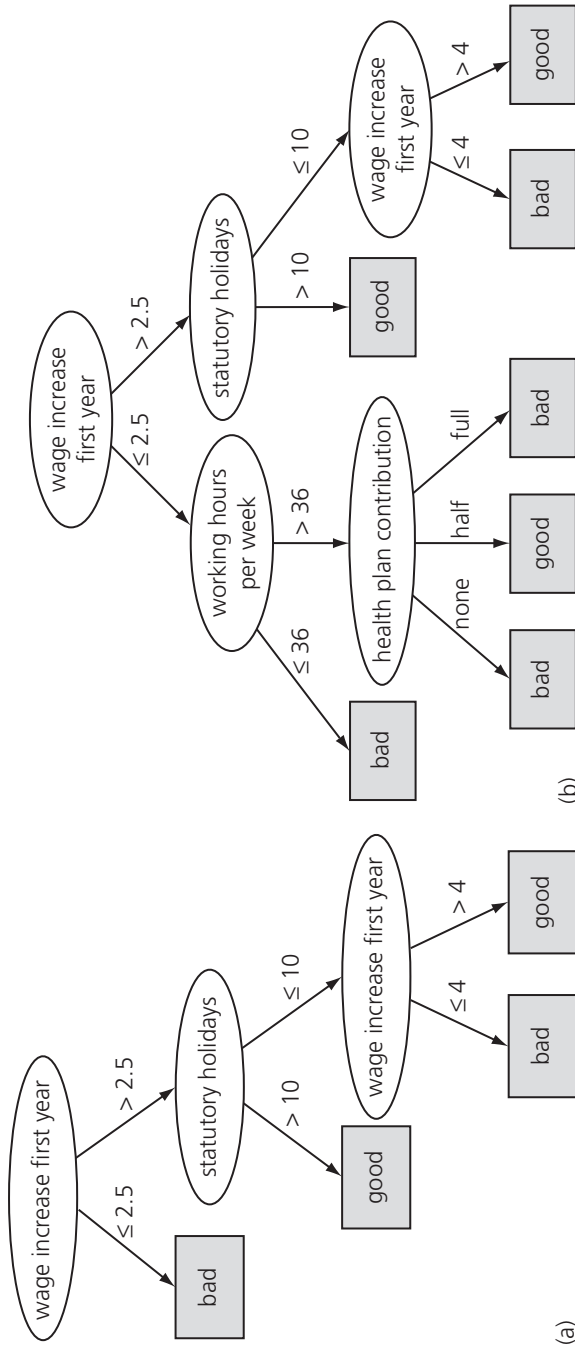 wage increase first year
≤ 2.5
> 2.5
bad
statutory holidays
> 10
≤ 10
good
wage increase first year
≤ 4
> 4
bad
good
(a)
wage increase
first year
≤ 2.5
> 2.5
working hours
per week
statutory holidays
≤ 36
> 36
> 10
≤ 10
bad
health plan contribution
good
wage increase
first year
none
half
full
≤ 4
> 4
bad
good
bad
bad
good
(b)